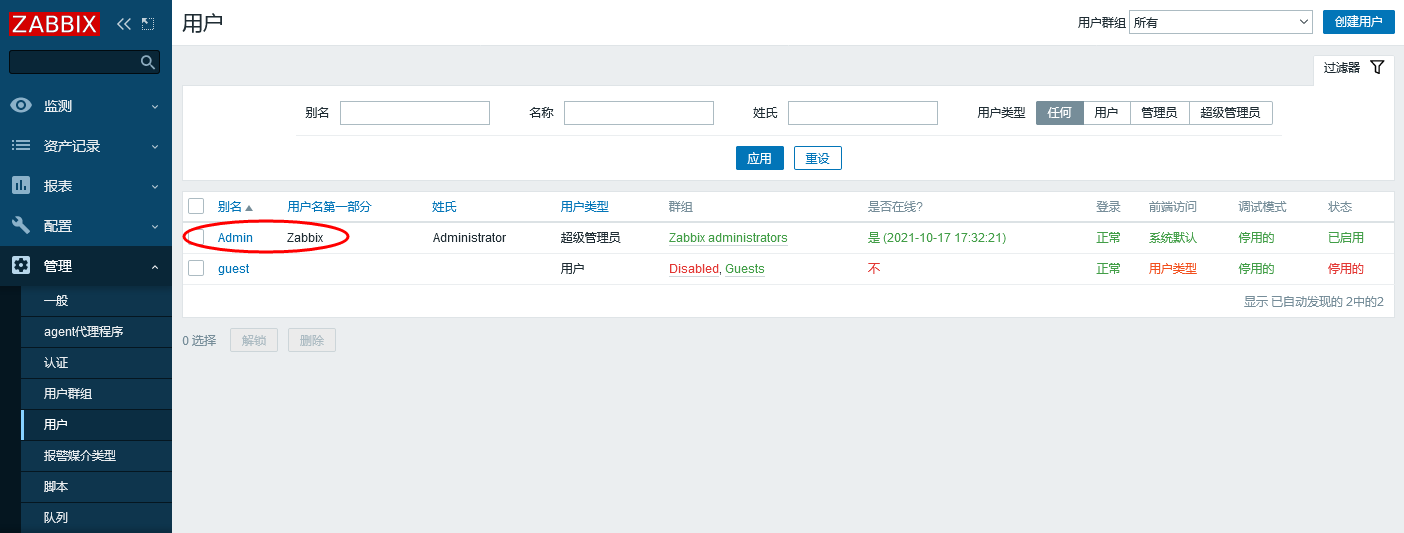 ZABBIX
监测
资产记录
报表
配置
管理
一般
agent代理程序
认证
用户群组
用户
报警媒介类型
脚本
队列
用户
用户群组 所有 创建用户
过滤器
别名 名称 姓氏 用户类型 任何 用户 管理员 超级管理员
应用 重设
别名 用户名第一部分 姓氏 用户类型 群组 是否在线? 登录 前端访问 调试模式 状态
Admin Zabbix Administrator 超级管理员 Zabbix administrators 是 (2021-10-17 17:32:21) 正常 系统默认 停用的 已启用
guest 用户 Disabled, Guests 不 正常 用户类型 停用的 停用的
显示 已自动发现的 2中的2
0 选择 解锁 删除